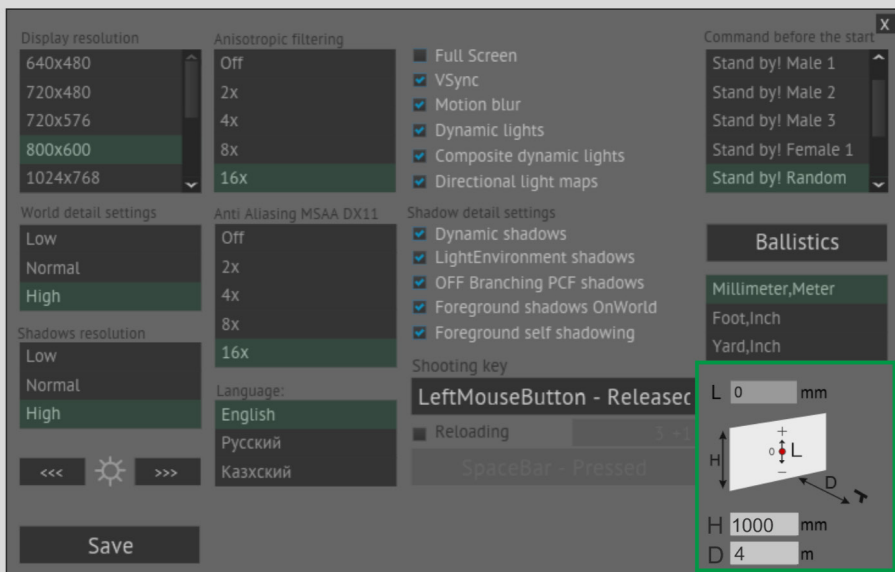 X
Display resolution
640x480
720x480
720x576
800x600
1024x768
World detail settings
Low
Normal
High
Shadows resolution
Low
Normal
High
<<<
>>>
Save
Anisotropic filtering
Off
2x
4x
8x
16x
Anti Aliasing MSAA DX11
Off
2x
4x
8x
16x
Language:
English
Русский
Казхский
Full Screen
VSync
Motion blur
Dynamic lights
Composite dynamic lights
Directional light maps
Shadow detail settings
Dynamic shadows
LightEnvironment shadows
OFF Branching PCF shadows
Foreground shadows OnWorld
Foreground self shadowing
Shooting key
LeftMouseButton - Released
Reloading
SpaceBar - Pressed
Command before the start
Stand by! Male 1
Stand by! Male 2
Stand by! Male 3
Stand by! Female 1
Stand by! Random
Ballistics
Millimeter,Meter
Foot,Inch
Yard,Inch
L 0 mm
+
H 0 L
−
D
H 1000 mm
D 4 m